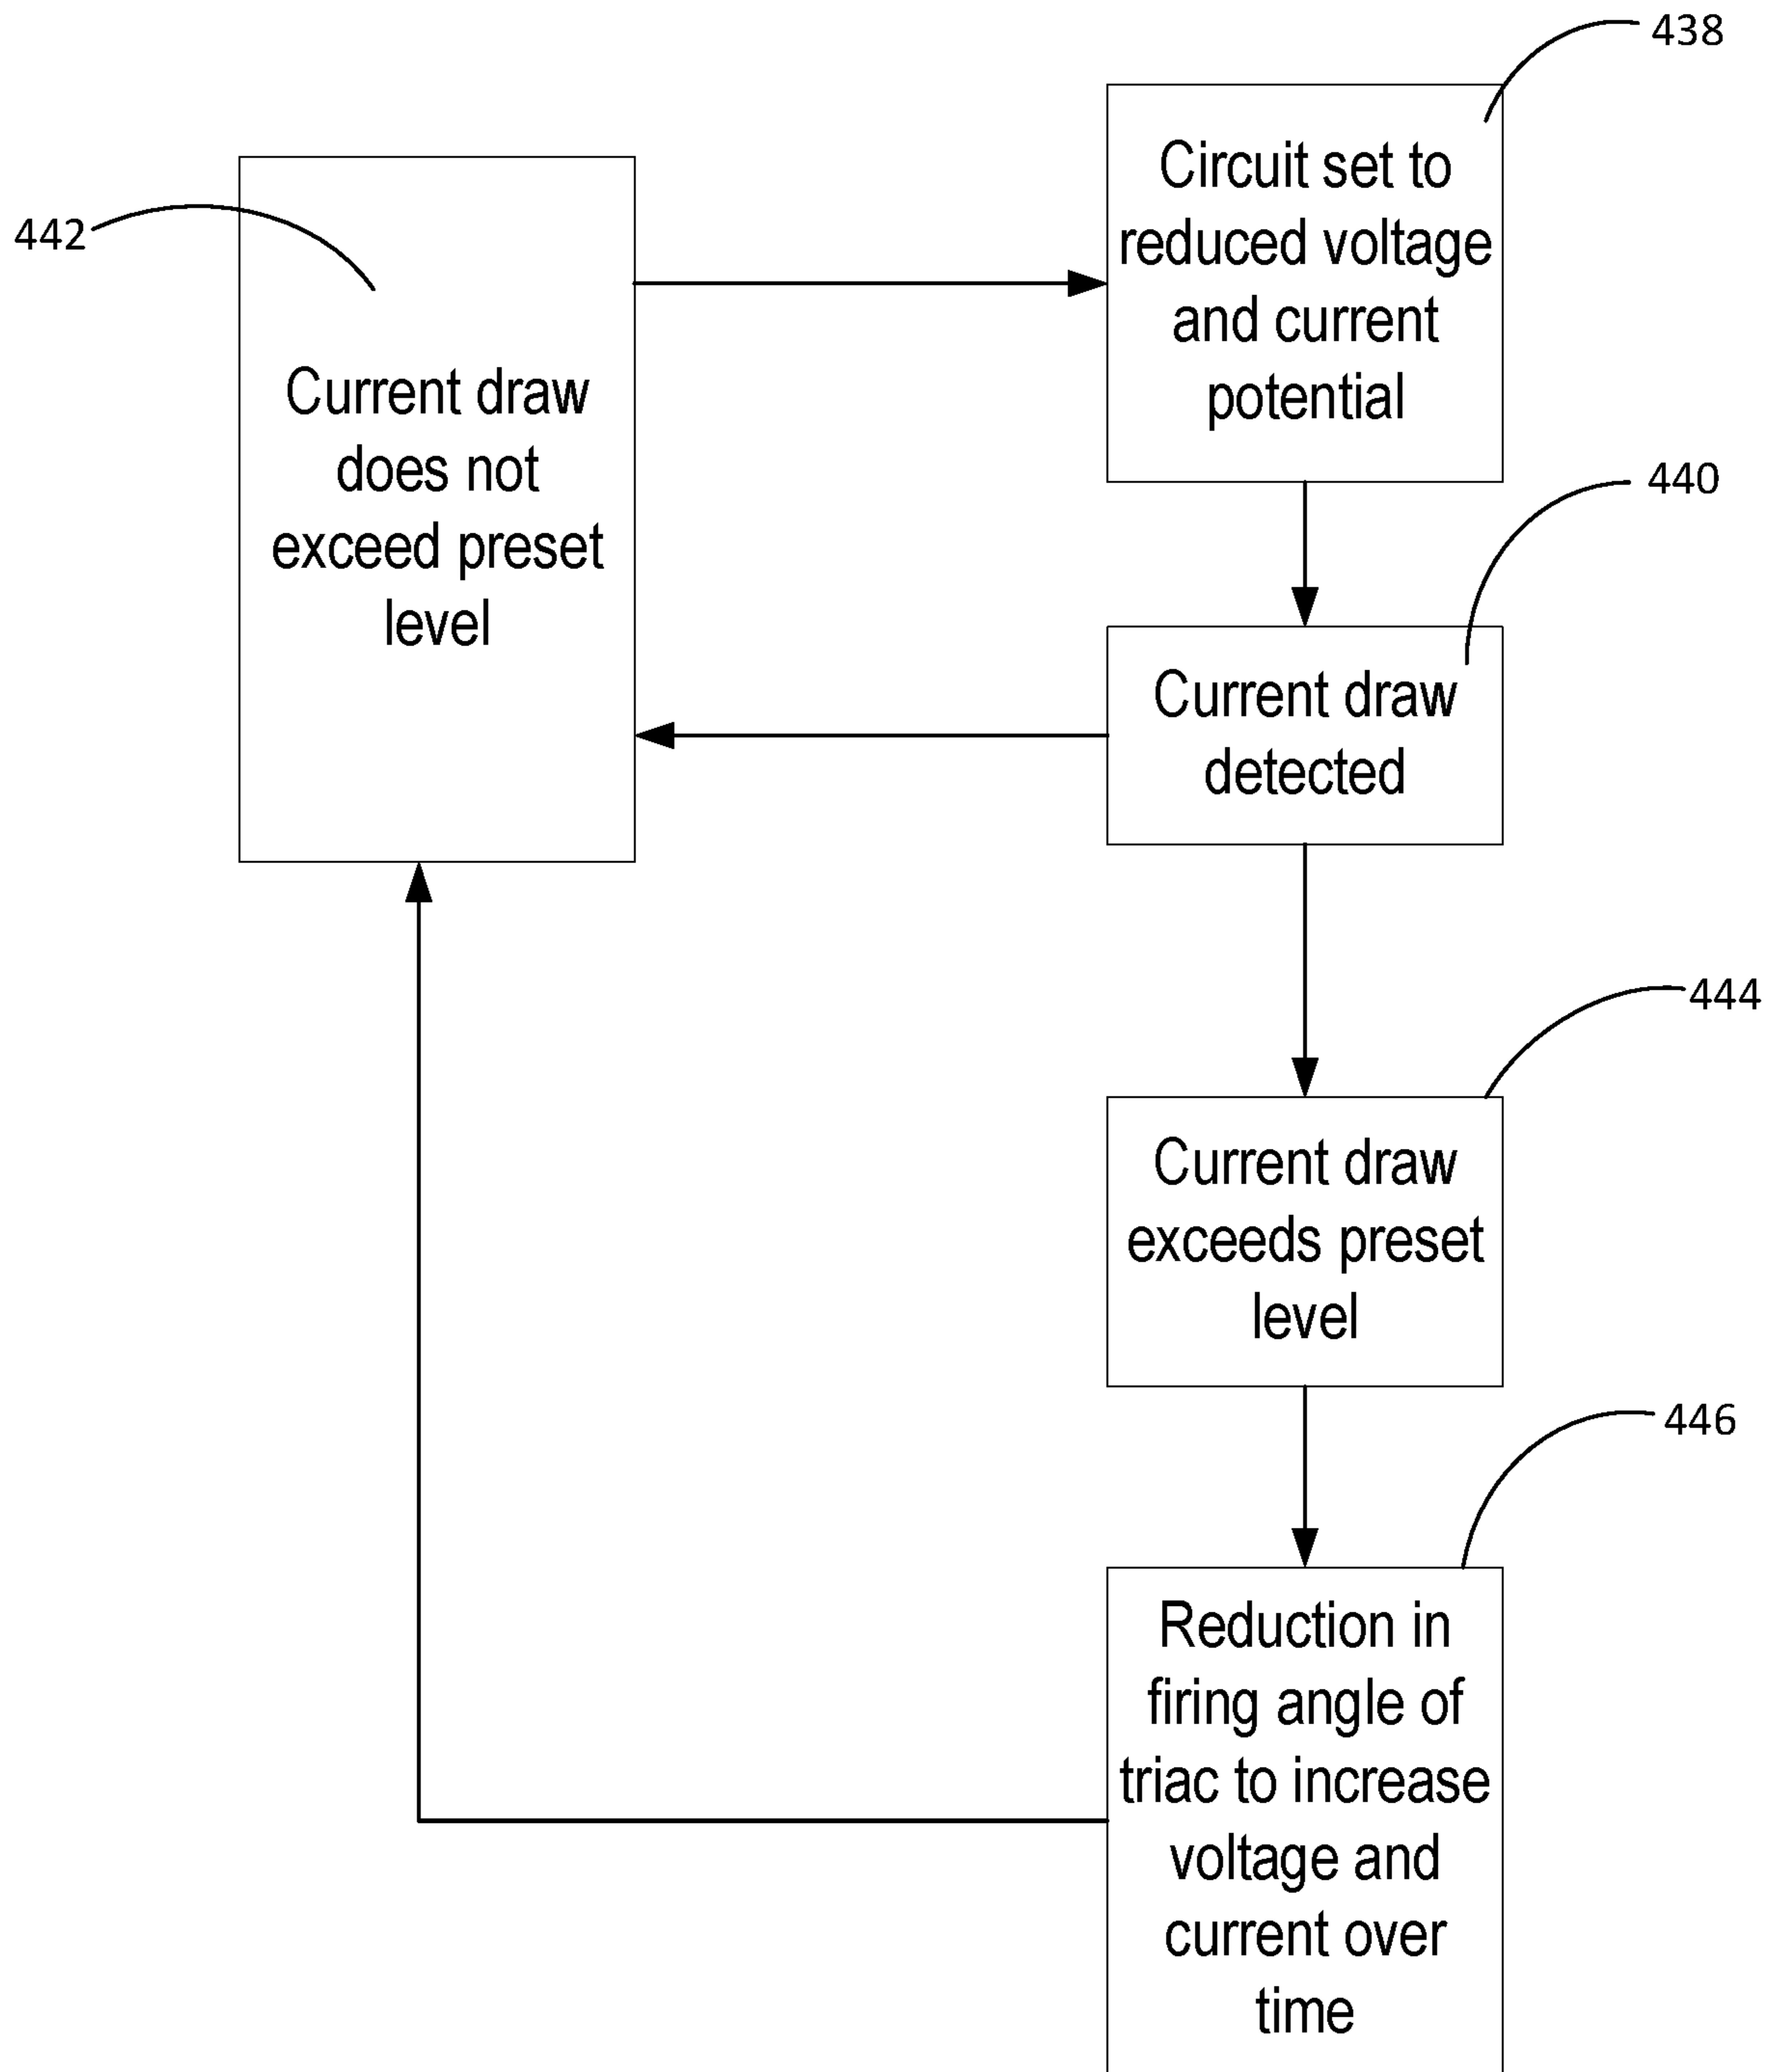 438
Circuit set to
reduced voltage
and current
potential
442
Current draw
does not
exceed preset
level
440
Current draw
detected
444
Current draw
exceeds preset
level
446
Reduction in
firing angle of
triac to increase
voltage and
current over
time